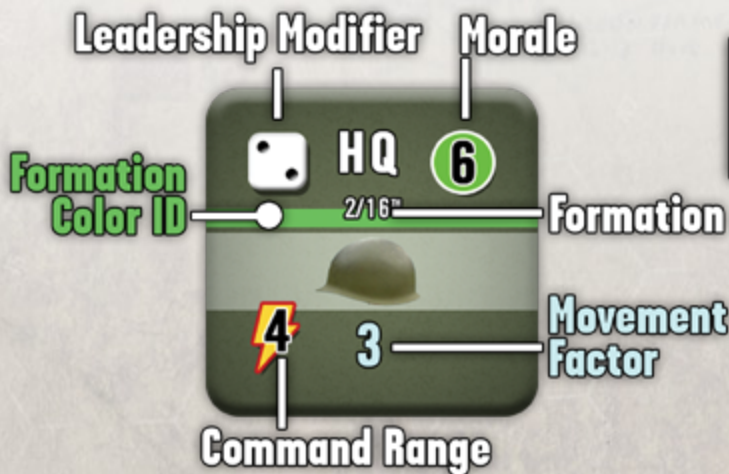 Leadership Modifier
Morale
HQ
6
Formation
Color ID
2/16TH
Formation
4
3
Movement
Factor
Command Range